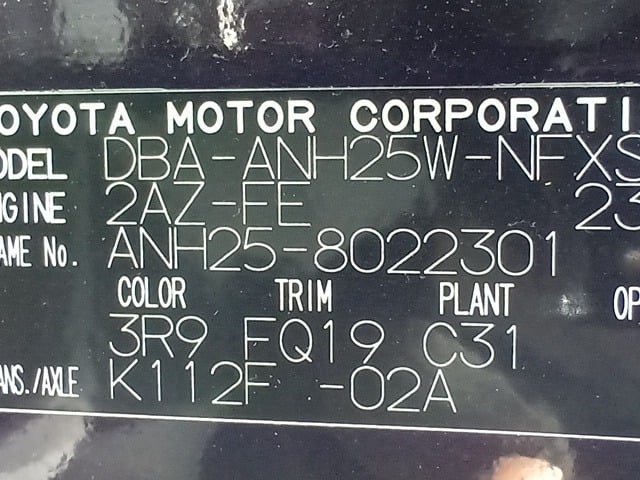 OYOTA MOTOR CORPORATI
ODEL DBA-ANH25W-NFXS
GINE 2AZ-FE 23
AME No. ANH25-8022301
COLOR TRIM PLANT OP
3R9 FQ19 C31
ANS./AXLE K112F -02A